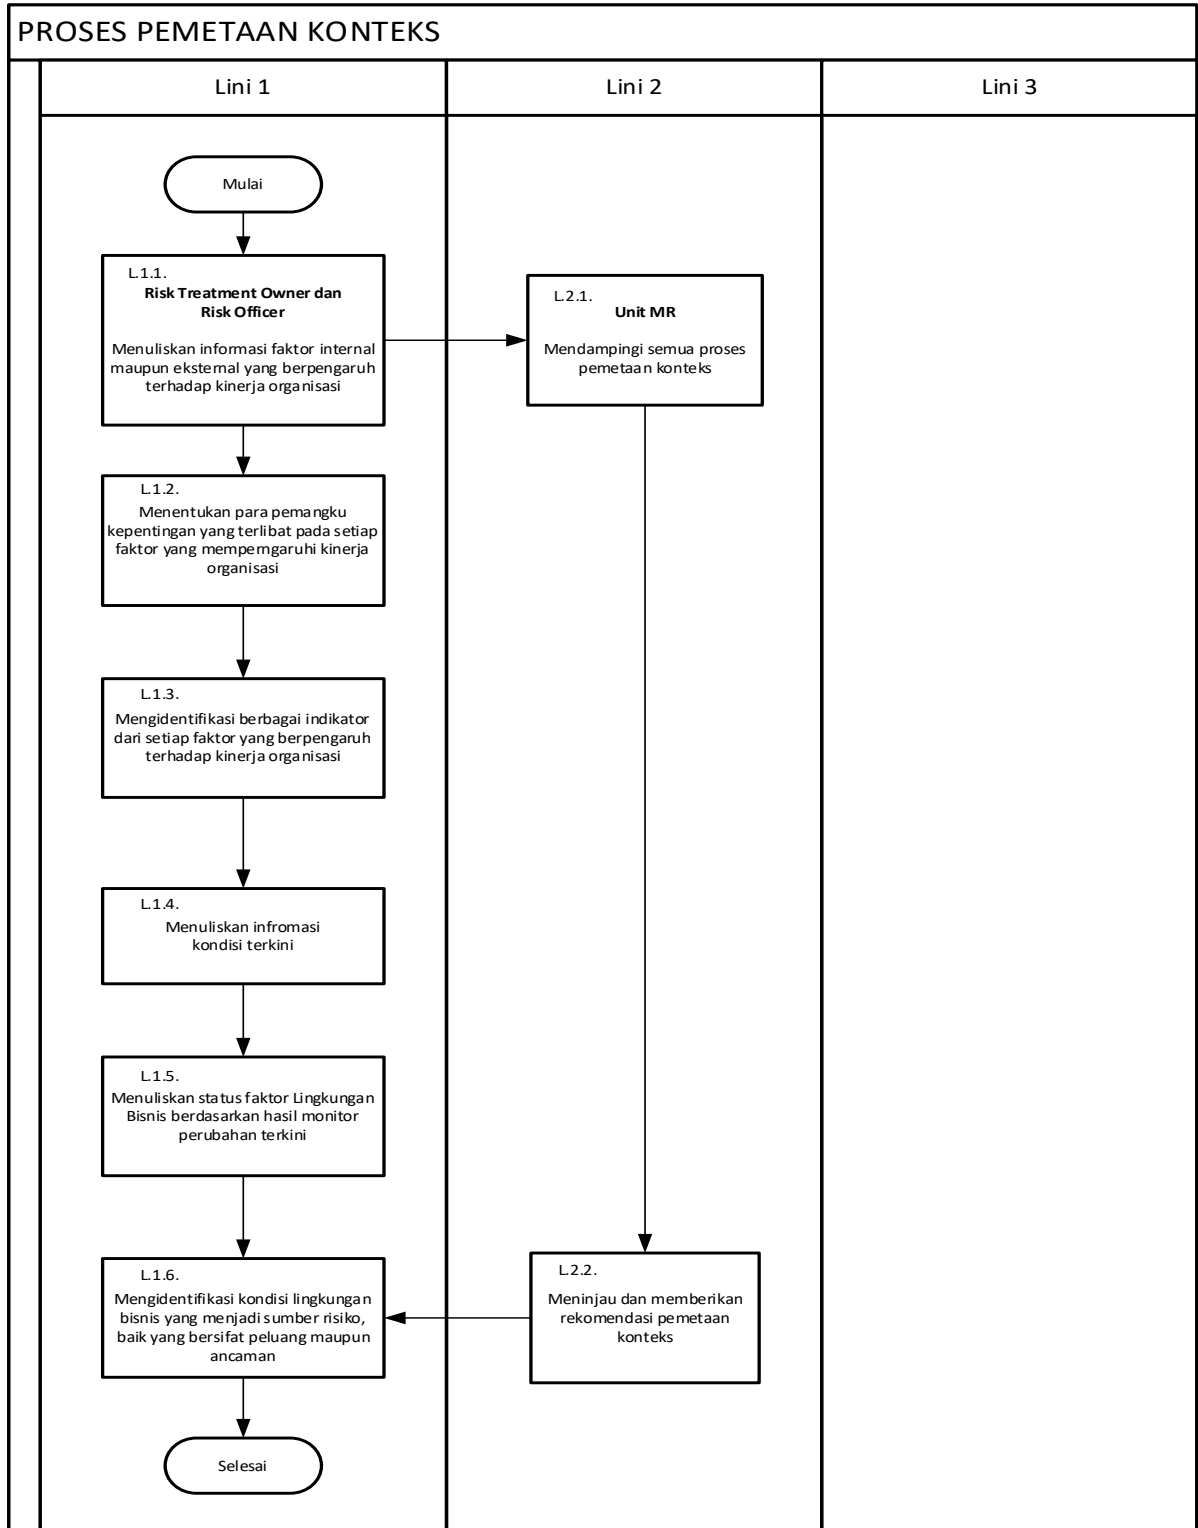 PROSES PEMETAAN KONTEKS
Lini 1
Lini 2
Lini 3
Mulai
L.1.1.
Risk Treatment Owner dan
Risk Officer
Menuliskan informasi faktor internal
maupun eksternal yang berpengaruh
terhadap kinerja organisasi
L.2.1.
Unit MR
Mendampingi semua proses
pemetaan konteks
L.1.2.
Menentukan para pemangku
kepentingan yang terlibat pada setiap
faktor yang memperngaruhi kinerja
organisasi
L.1.3.
Mengidentifikasi berbagai indikator
dari setiap faktor yang berpengaruh
terhadap kinerja organisasi
L.1.4.
Menuliskan infromasi
kondisi terkini
L.1.5.
Menuliskan status faktor Lingkungan
Bisnis berdasarkan hasil monitor
perubahan terkini
L.1.6.
Mengidentifikasi kondisi lingkungan
bisnis yang menjadi sumber risiko,
baik yang bersifat peluang maupun
ancaman
L.2.2.
Meninjau dan memberikan
rekomendasi pemetaan
konteks
Selesai